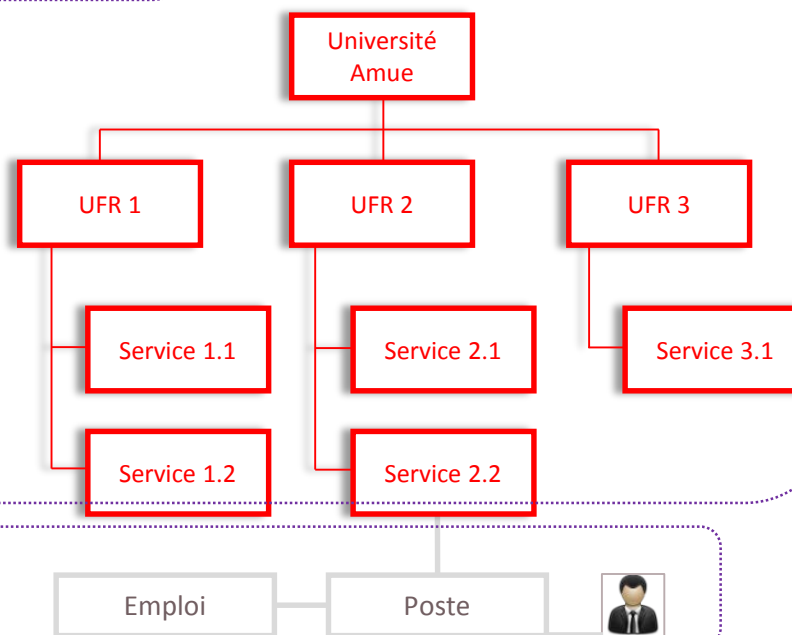 Université
Amue
UFR 1
UFR 2
UFR 3
Service 1.1
Service 2.1
Service 3.1
Service 1.2
Service 2.2
Emploi
Poste